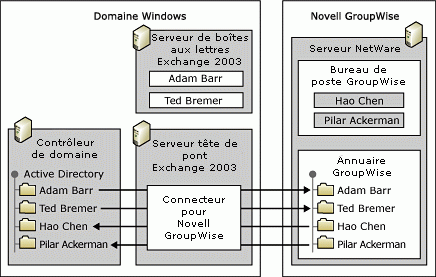 Domaine Windows
Serveur de boîtes
aux lettres
Exchange 2003
Adam Barr
Ted Bremer
Contrôleur
de domaine
Active Directory
Adam Barr
Ted Bremer
Hao Chen
Pilar Ackerman
Serveur tête de
pont
Exchange 2003
Connecteur
pour
Novell
GroupWise
Novell GroupWise
Serveur NetWare
Bureau de
poste GroupWise
Hao Chen
Pilar Ackerman
Annuaire
GroupWise
Adam Barr
Ted Bremer
Hao Chen
Pilar Ackerman